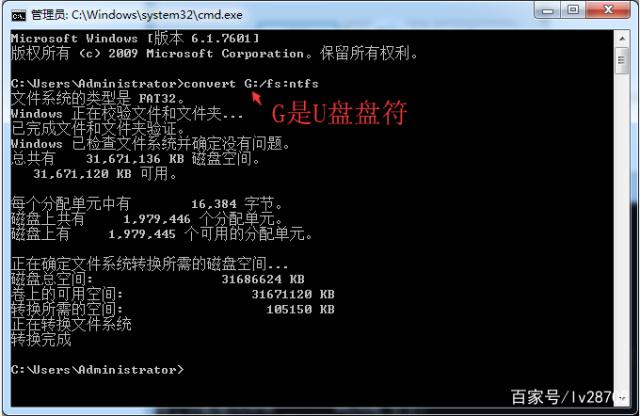 管理员: C:\Windows\system32\cmd.exe
Microsoft Windows [版本 6.1.7601]
版权所有 (c) 2009 Microsoft Corporation。保留所有权利。
C:\Users\Administrator>convert G:/fs:ntfs
文件系统的类型是 FAT32。
G是U盘盘符
Windows 正在校验文件和文件夹...
已完成文件和文件夹验证。
Windows 已检查文件系统并确定没有问题。
总共有 31,671,136 KB 磁盘空间。
31,671,120 KB 可用。
每个分配单元中有 16,384 字节。
磁盘上共有 1,979,446 个分配单元。
磁盘上有 1,979,445 个可用的分配单元。
正在确定文件系统转换所需的磁盘空间...
磁盘总空间: 31686624 KB
卷上的可用空间: 31671120 KB
转换所需的空间: 105150 KB
正在转换文件系统
转换完成
C:\Users\Administrator>
百家号/lv2870